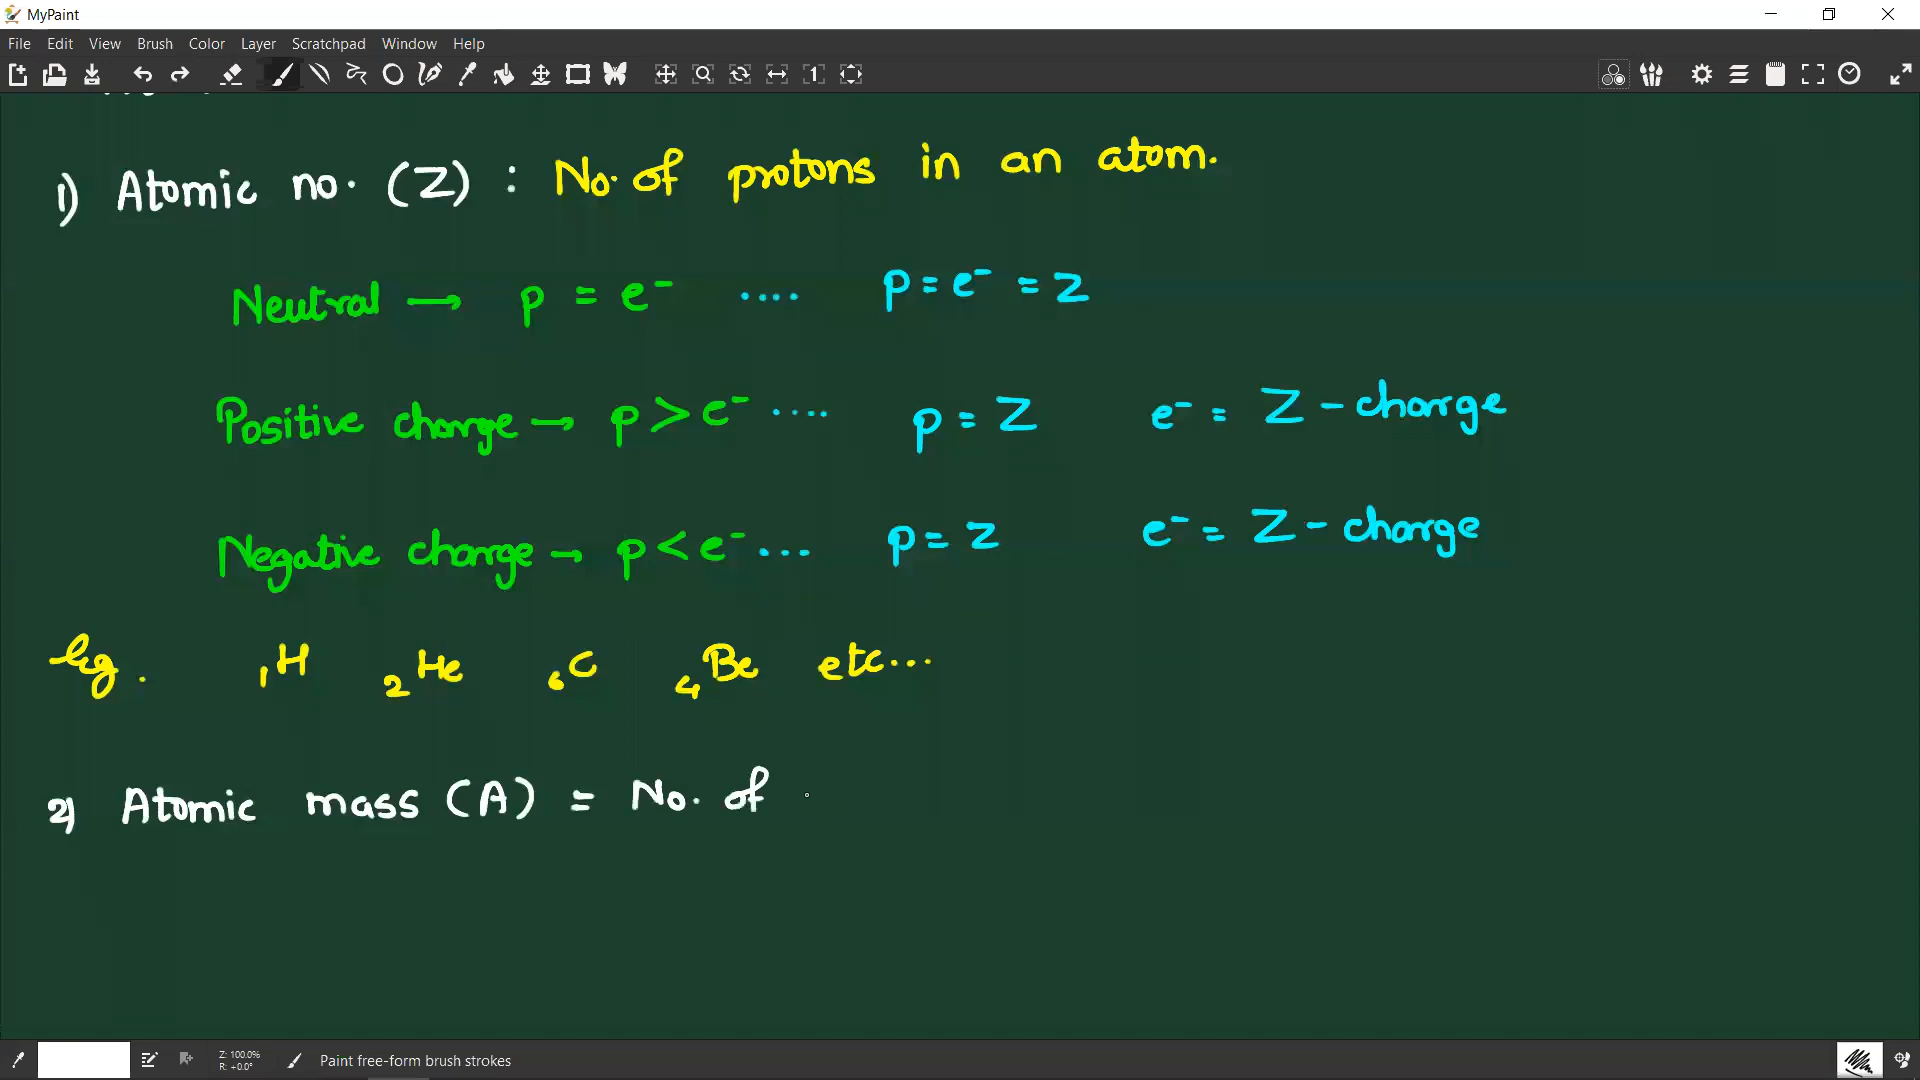 MyPaint
File Edit View Brush Color Layer Scratchpad Window Help
1) Atomic no. (Z) : No. of protons in an atom.
Neutral → p = e⁻ .... p = e⁻ = Z
Positive charge → p > e⁻ .... p = Z e⁻ = Z - charge
Negative charge → p < e⁻ ... p = Z e⁻ = Z - charge
Eg. ₁H ₂He ₆C ₄Be etc...
2) Atomic mass (A) = No. of
Z: 100.0%
R: +0.0°
Paint free-form brush strokes